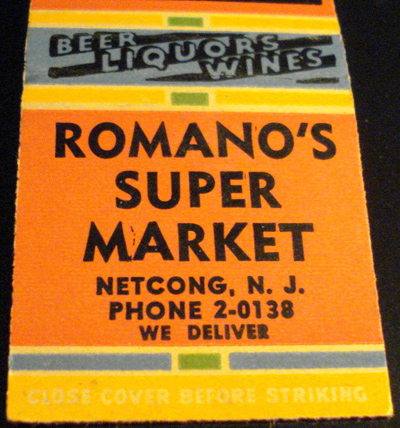 BEER
LIQUORS
WINES
ROMANO'S
SUPER
MARKET
NETCONG, N. J.
PHONE 2-0138
WE DELIVER
CLOSE COVER BEFORE STRIKING